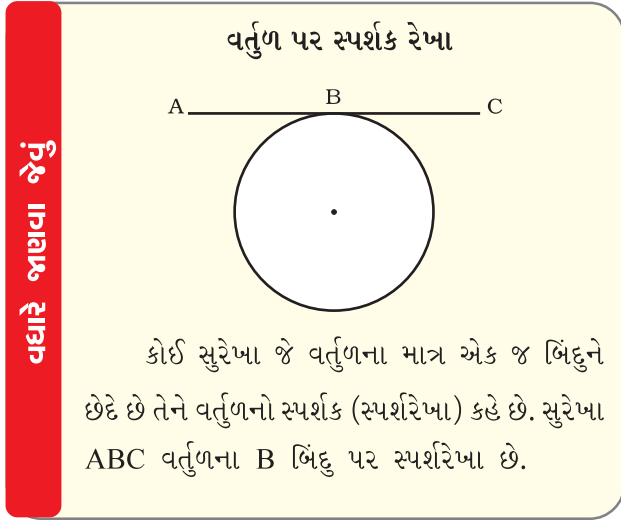 વર્તુળ પર સ્પર્શક રેખા
A
B
C
વધારે જાણવા જેવું
કોઈ સુરેખા જે વર્તુળના માત્ર એક જ બિંદુને
છેદે છે તેને વર્તુળનો સ્પર્શક (સ્પર્શરેખા) કહે છે. સુરેખા
ABC વર્તુળના B બિંદુ પર સ્પર્શરેખા છે.